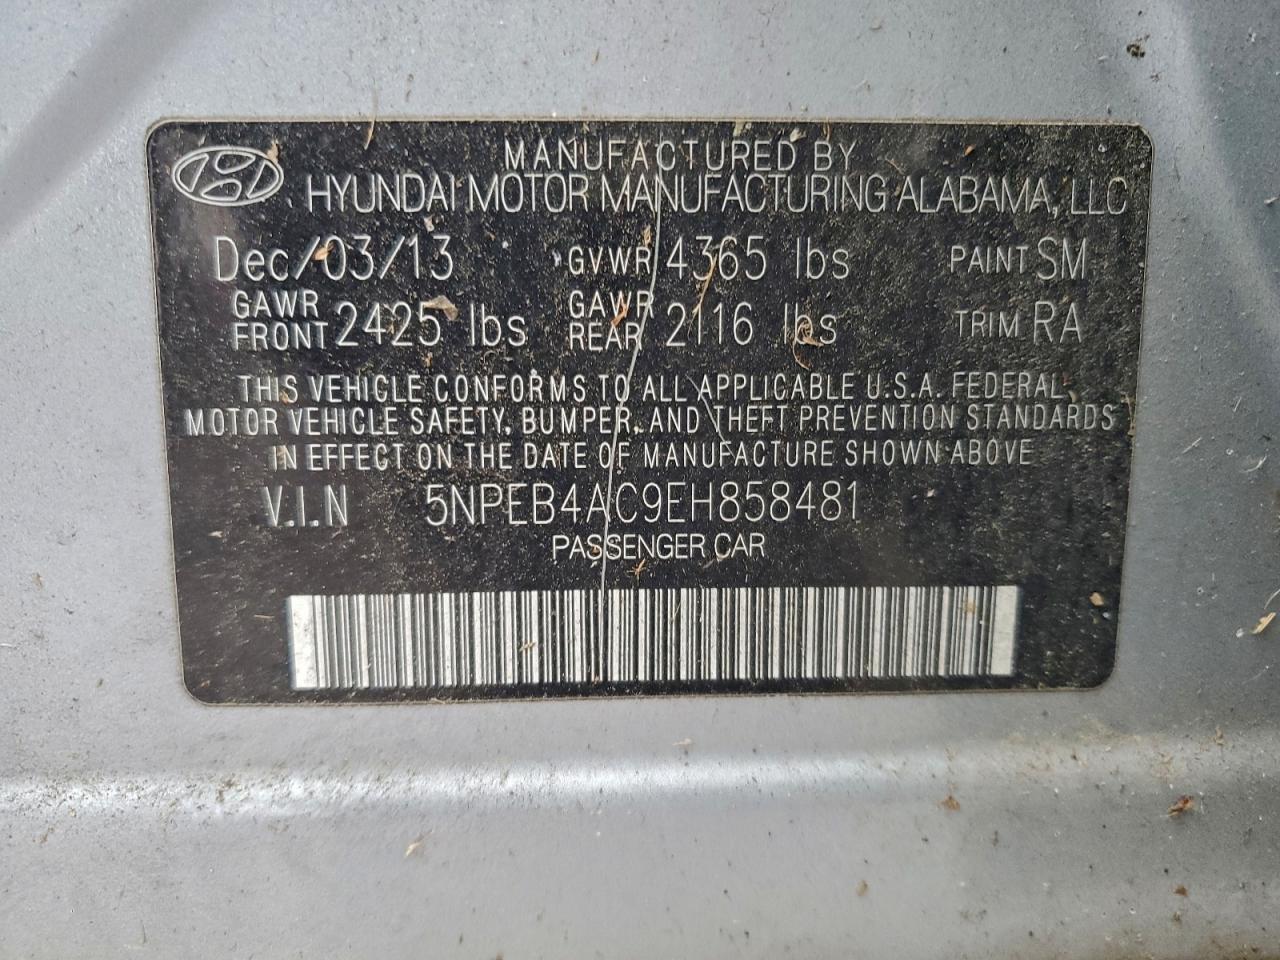 MANUFACTURED BY
HYUNDAI MOTOR MANUFACTURING ALABAMA, LLC
Dec/03/13 GVWR 4365 lbs PAINT SM
GAWR FRONT 2425 lbs GAWR REAR 2116 lbs TRIM RA
THIS VEHICLE CONFORMS TO ALL APPLICABLE U.S.A. FEDERAL
MOTOR VEHICLE SAFETY, BUMPER, AND THEFT PREVENTION STANDARDS
IN EFFECT ON THE DATE OF MANUFACTURE SHOWN ABOVE
V.I.N 5NPEB4AC9EH858481
PASSENGER CAR